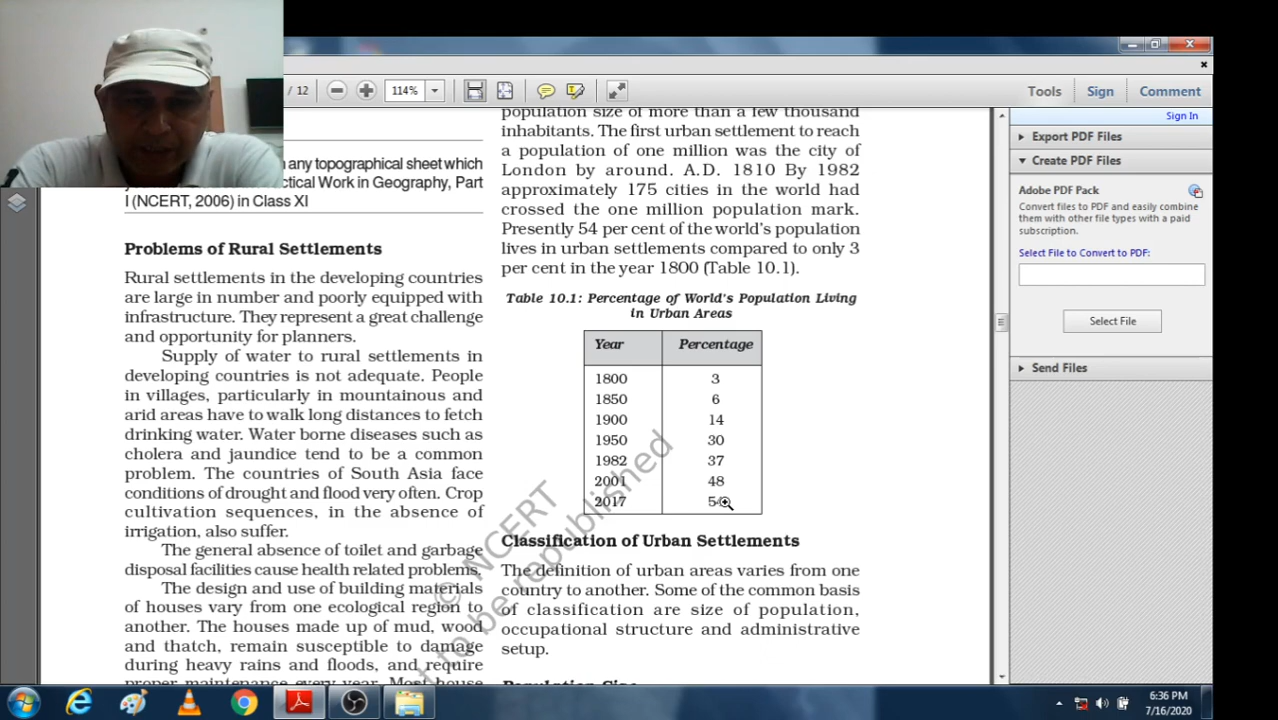 / 12
114%
Tools
Sign
Comment
Sign In
Export PDF Files
Create PDF Files
Adobe PDF Pack
Convert files to PDF and easily combine
them with other file types with a paid
subscription.
Select File to Convert to PDF:
Select File
Send Files
any topographical sheet which
ctical Work in Geography, Part
I (NCERT, 2006) in Class XI
Problems of Rural Settlements
Rural settlements in the developing countries
are large in number and poorly equipped with
infrastructure. They represent a great challenge
and opportunity for planners.
Supply of water to rural settlements in
developing countries is not adequate. People
in villages, particularly in mountainous and
arid areas have to walk long distances to fetch
drinking water. Water borne diseases such as
cholera and jaundice tend to be a common
problem. The countries of South Asia face
conditions of drought and flood very often. Crop
cultivation sequences, in the absence of
irrigation, also suffer.
The general absence of toilet and garbage
disposal facilities cause health related problems.
The design and use of building materials
of houses vary from one ecological region to
another. The houses made up of mud, wood
and thatch, remain susceptible to damage
during heavy rains and floods, and require
proper maintenance every year. Most house
population size of more than a few thousand
inhabitants. The first urban settlement to reach
a population of one million was the city of
London by around. A.D. 1810 By 1982
approximately 175 cities in the world had
crossed the one million population mark.
Presently 54 per cent of the world's population
lives in urban settlements compared to only 3
per cent in the year 1800 (Table 10.1).
Table 10.1: Percentage of World's Population Living
in Urban Areas
Year Percentage
1800 3
1850 6
1900 14
1950 30
1982 37
2001 48
2017
Classification of Urban Settlements
The definition of urban areas varies from one
country to another. Some of the common basis
of classification are size of population,
occupational structure and administrative
setup.
Population Size
© NCERT
t to be republished
6:36 PM
7/16/2020